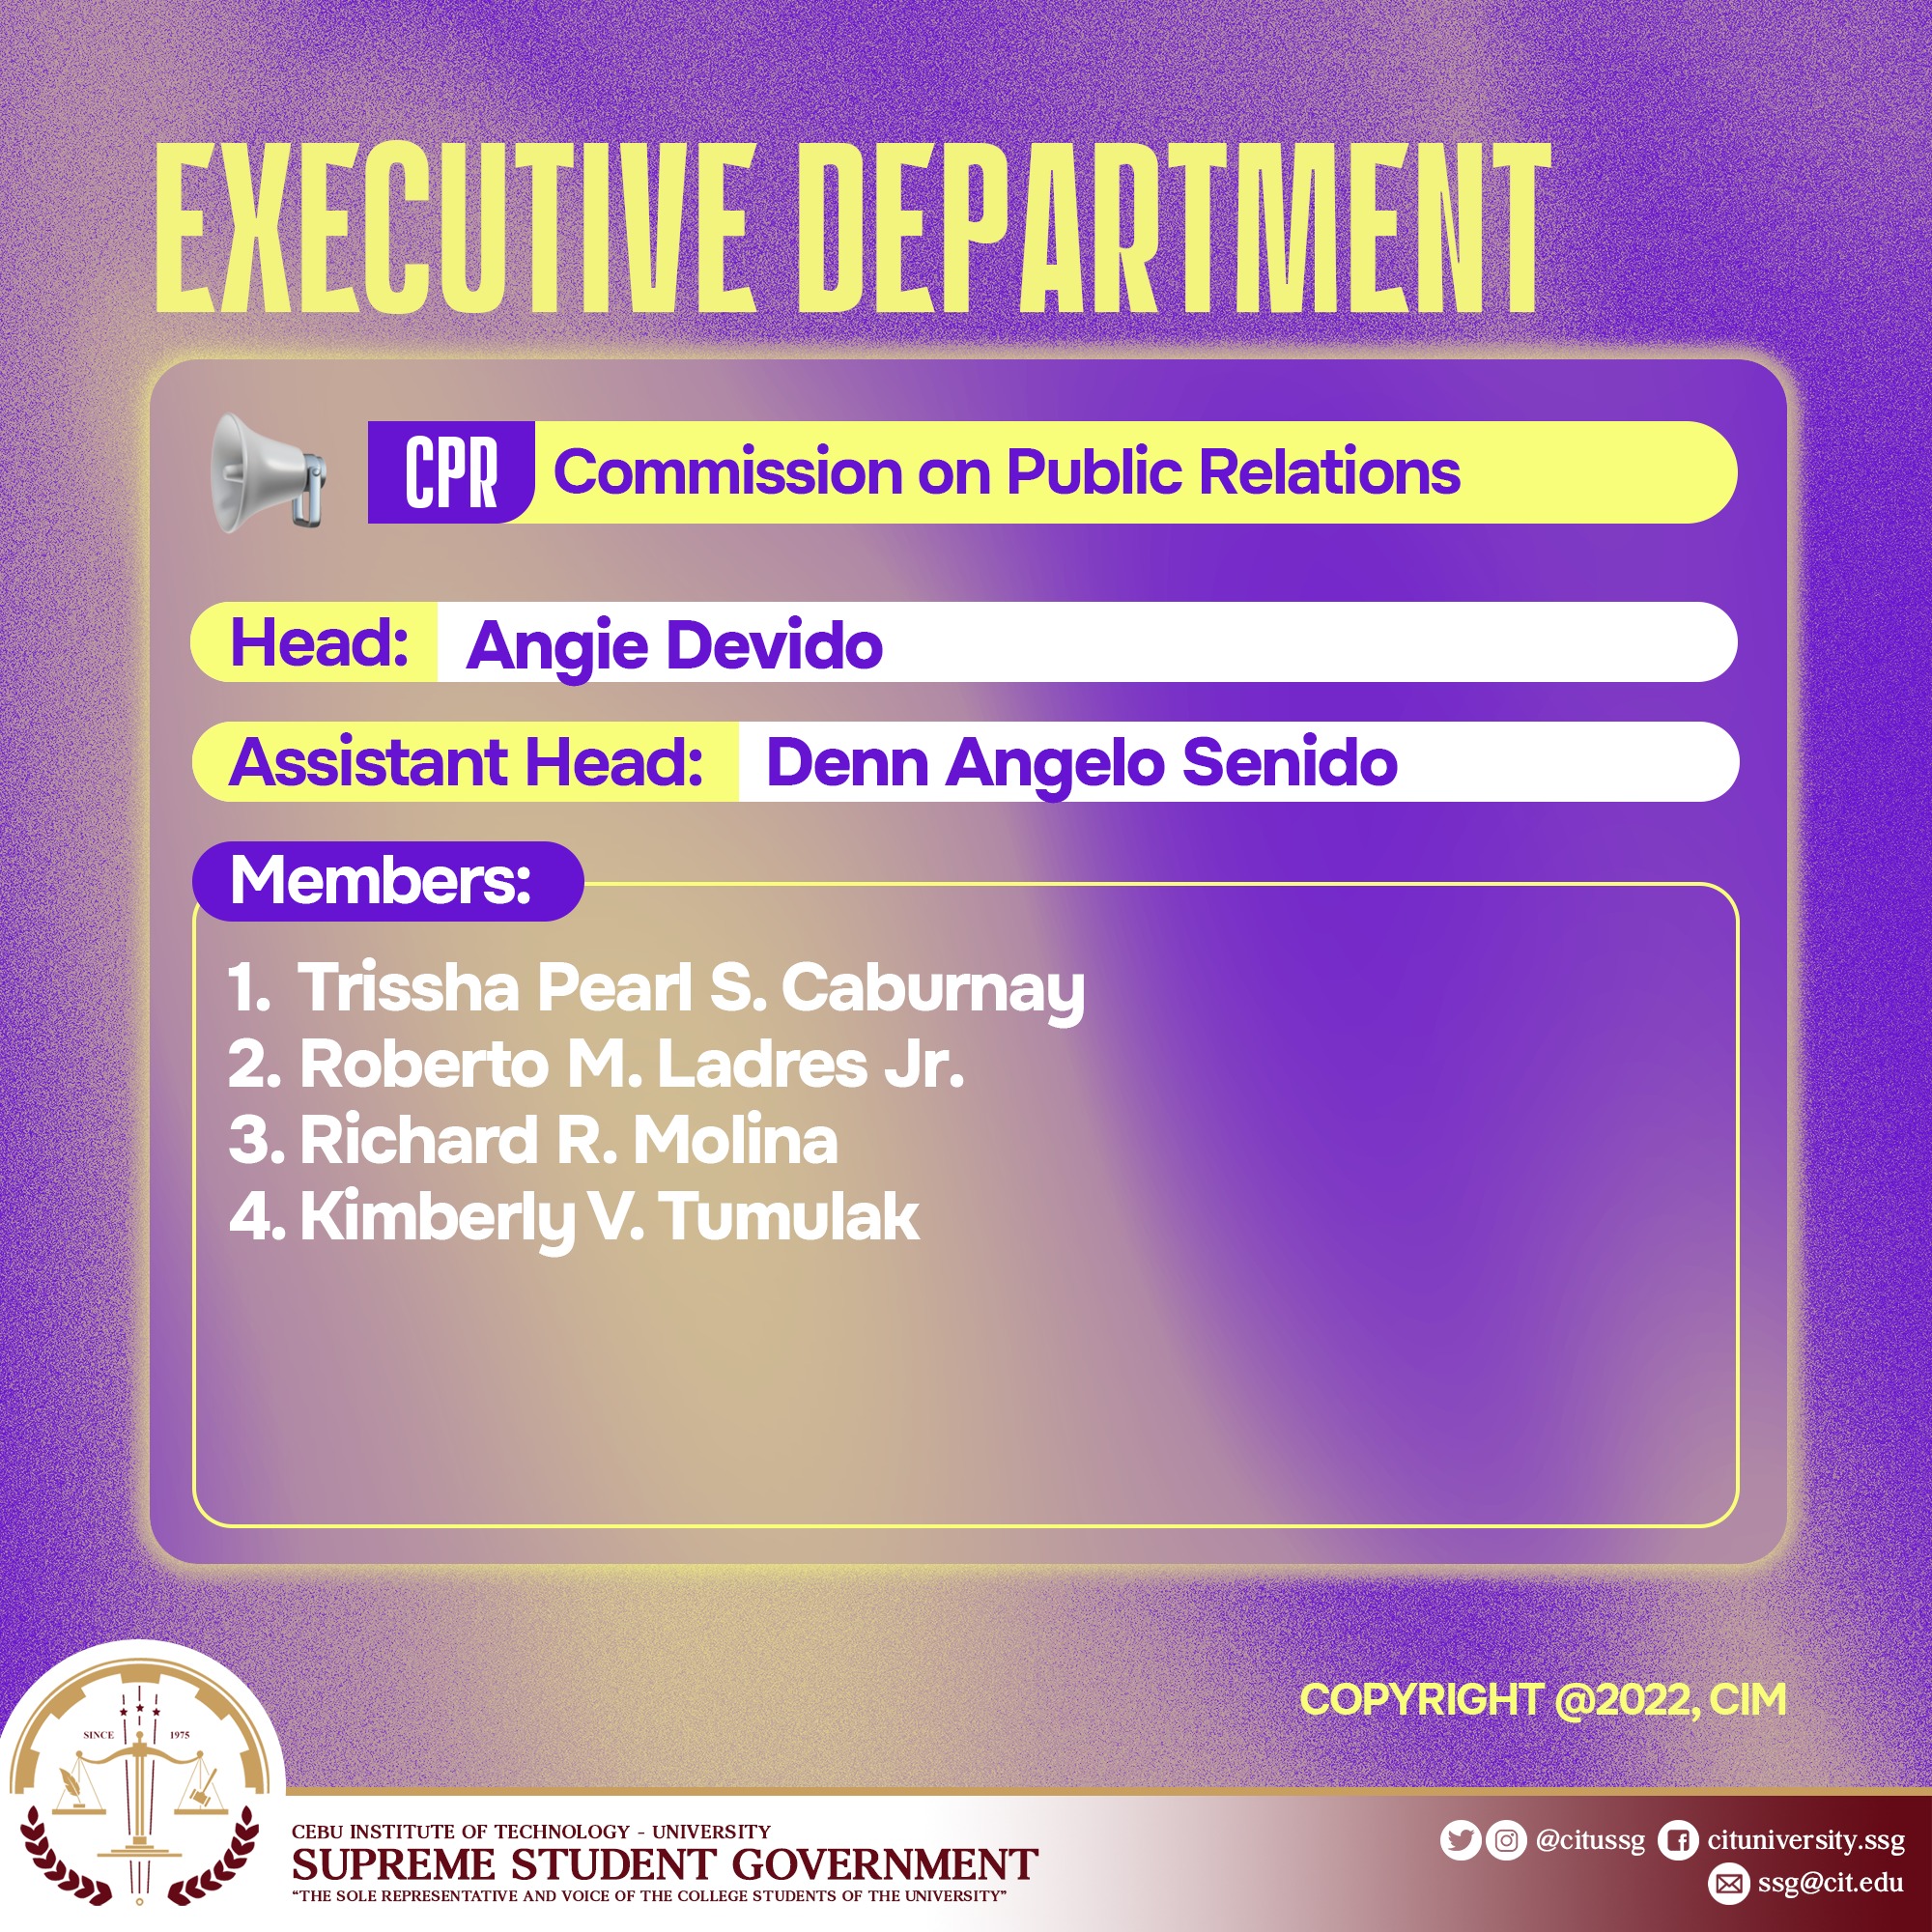 EXECUTIVE DEPARTMENT
CPR Commission on Public Relations
Head: Angie Devido
Assistant Head: Denn Angelo Senido
Members:
1. Trissha Pearl S. Caburnay
2. Roberto M. Ladres Jr.
3. Richard R. Molina
4. Kimberly V. Tumulak
COPYRIGHT @2022, CIM
SINCE 1975
CEBU INSTITUTE OF TECHNOLOGY - UNIVERSITY
SUPREME STUDENT GOVERNMENT
“THE SOLE REPRESENTATIVE AND VOICE OF THE COLLEGE STUDENTS OF THE UNIVERSITY”
@citussg cituniversity.ssg
ssg@cit.edu